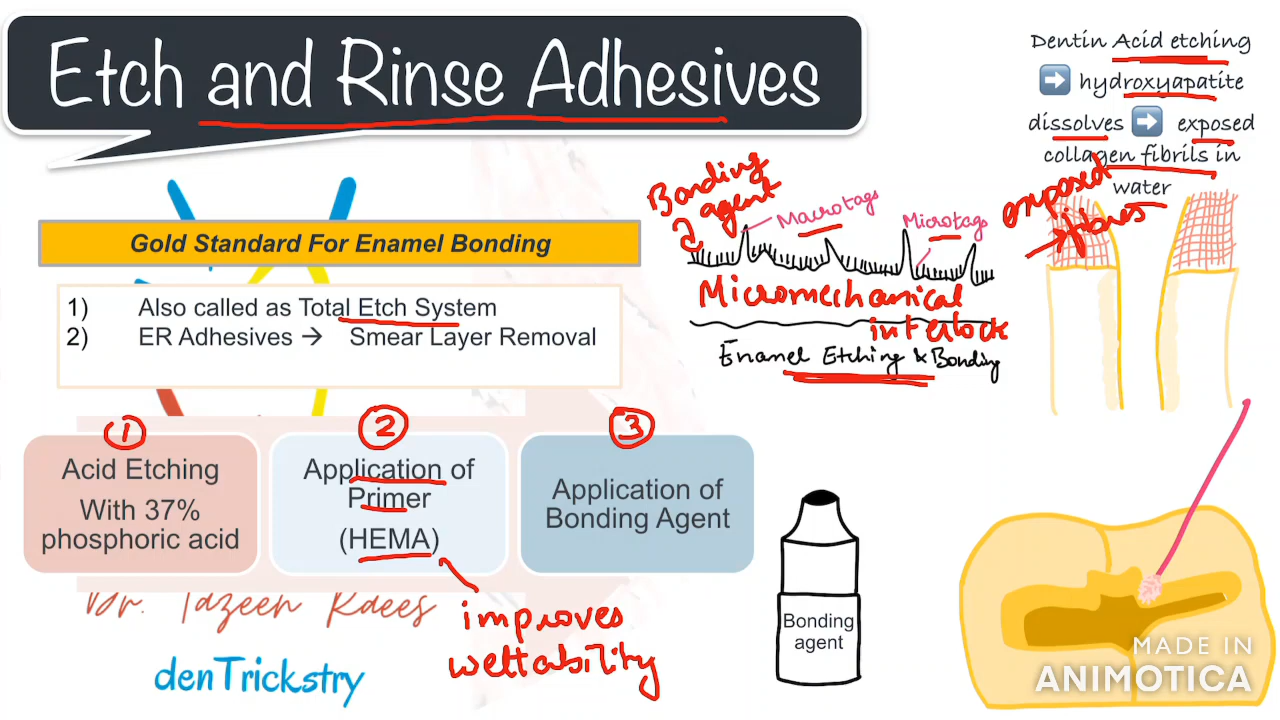 Etch and Rinse Adhesives
Gold Standard For Enamel Bonding
1) Also called as Total Etch System
2) ER Adhesives → Smear Layer Removal
1
Acid Etching
With 37%
phosphoric acid
2
Application of
Primer
(HEMA)
improves
wettability
3
Application of
Bonding Agent
Dr. Tazeen Raees
denTrickstry
Bonding
agent
Macrotags
Microtags
Micromechanical
interlock
Enamel Etching & Bonding
Dentin Acid etching
➡ hydroxyapatite
dissolves ➡ exposed
collagen fibrils in
water
exposed
→ fibres
Bonding
agent
MADE IN
ANIMOTICA